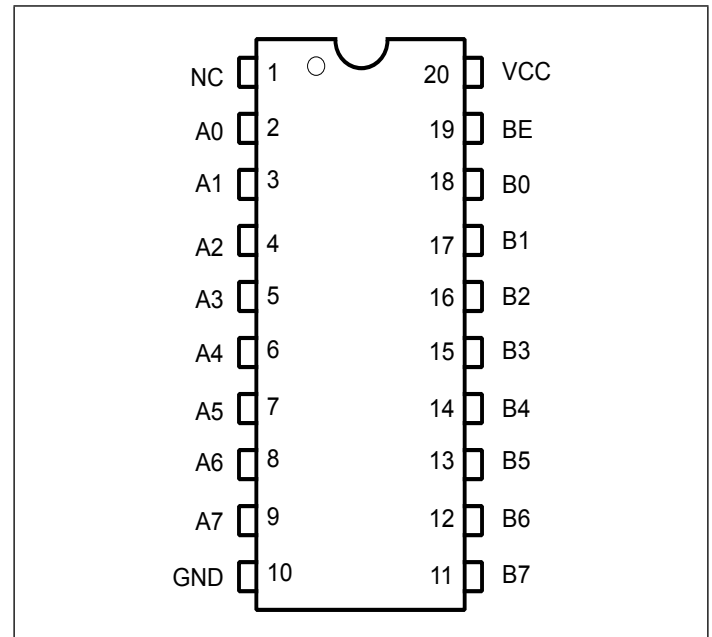 NC 1 20 VCC
A0 2 19 BE
A1 3 18 B0
A2 4 17 B1
A3 5 16 B2
A4 6 15 B3
A5 7 14 B4
A6 8 13 B5
A7 9 12 B6
GND 10 11 B7